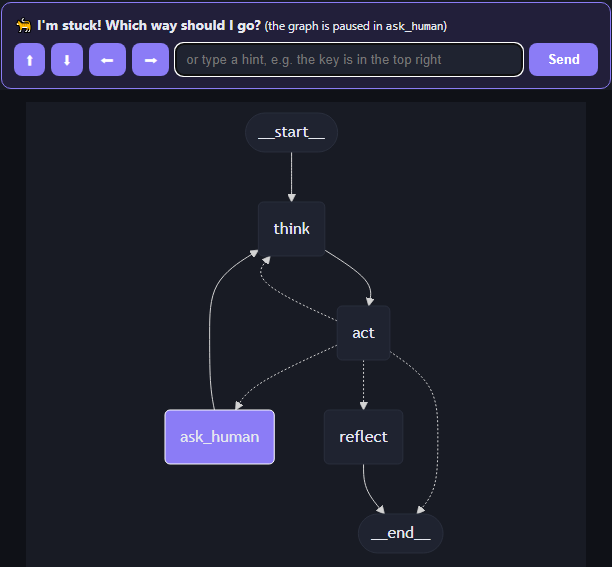 🐈 I'm stuck! Which way should I go? (the graph is paused in ask_human)
⬆ ⬇ ⬅ ➡ or type a hint, e.g. the key is in the top right Send
__start__
think
act
ask_human reflect
__end__